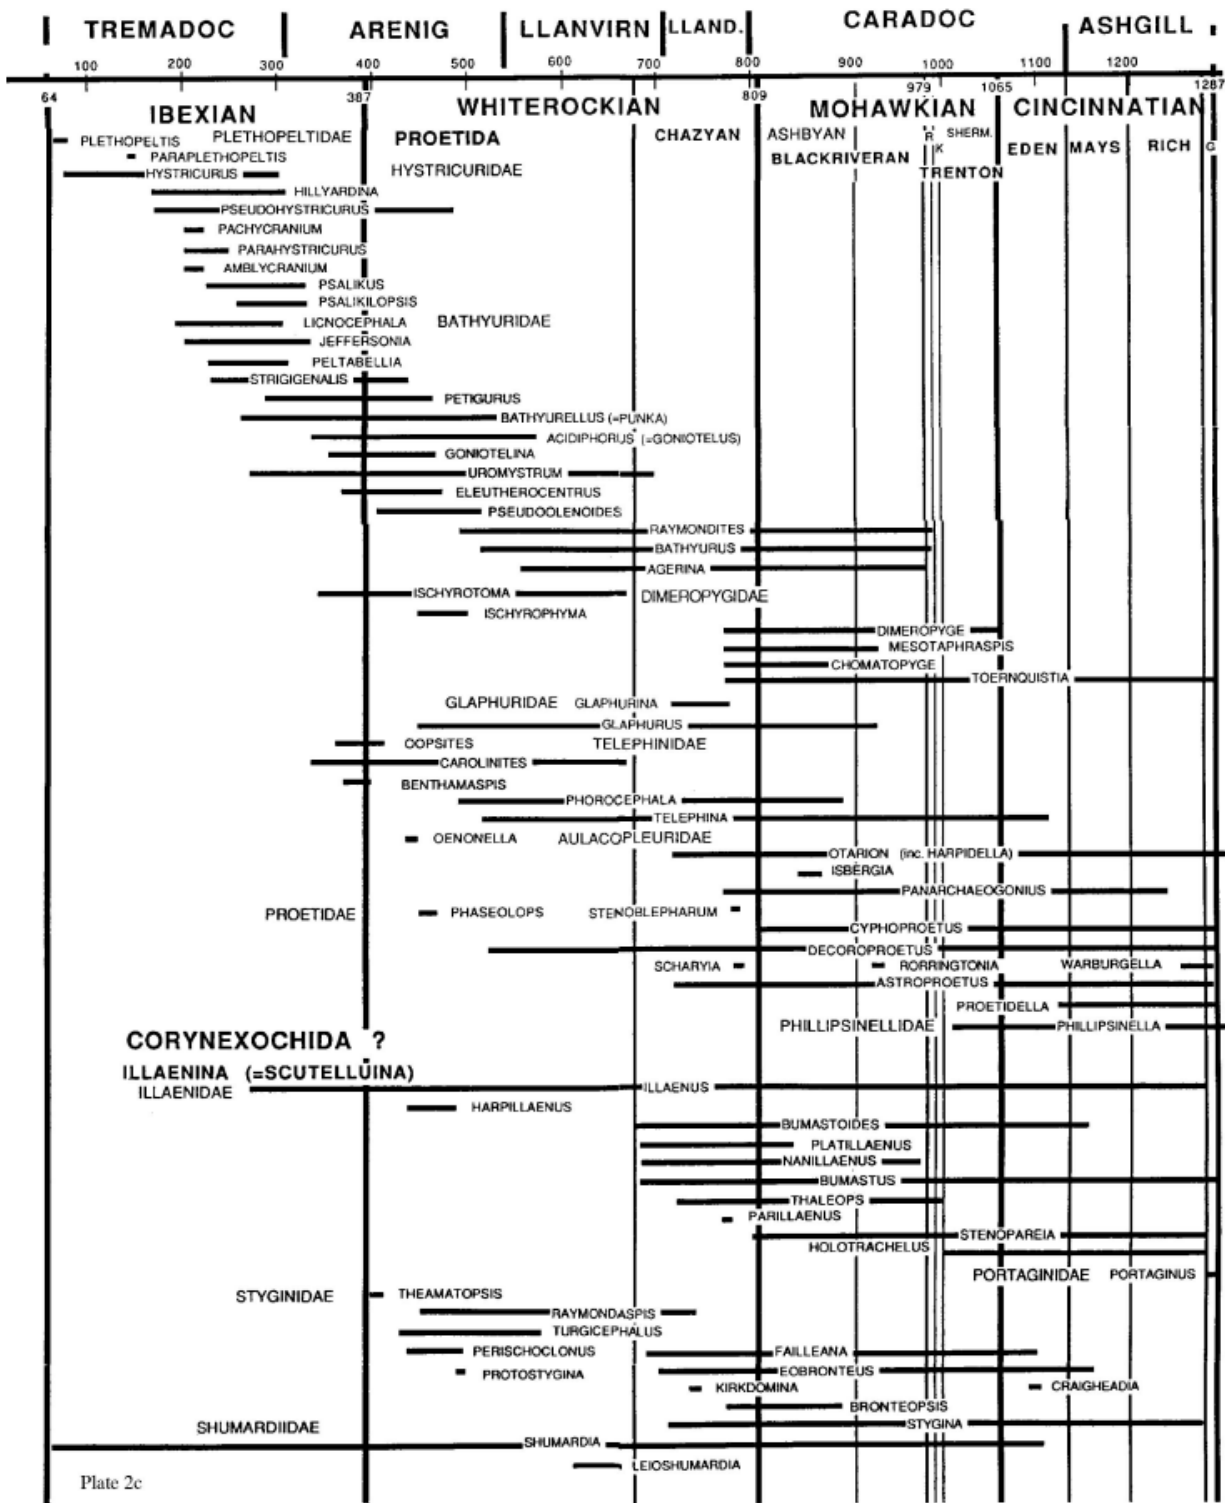 TREMADOC ARENIG LLANVIRN LLAND. CARADOC ASHGILL
100 200 300 400 500 600 700 800 900 1000 1100 1200
64 387 809 979 1065 1287
IBEXIAN WHITEROCKIAN MOHAWKIAN CINCINNATIAN
CHAZYAN ASHBYAN R SHERM.
BLACKRIVERAN K EDEN MAYS RICH G
TRENTON
PLETHOPELTIS PLETHOPELTIDAE PROETIDA
PARAPLETHOPELTIS
HYSTRICURUS HYSTRICURIDAE
HILLYARDINA
PSEUDOHYSTRICURUS
PACHYCRANIUM
PARAHYSTRICURUS
AMBLYCRANIUM
PSALIKUS
PSALIKILOPSIS
LICNOCEPHALA BATHYURIDAE
JEFFERSONIA
PELTABELLIA
STRIGIGENALIS
PETIGURUS
BATHYURELLUS (=PUNKA)
ACIDIPHORUS (=GONIOTELUS)
GONIOTELINA
UROMYSTRUM
ELEUTHEROCENTRUS
PSEUDOOLENOIDES
RAYMONDITES
BATHYURUS
AGERINA
ISCHYROTOMA DIMEROPYGIDAE
ISCHYROPHYMA
DIMEROPYGE
MESOTAPHRASPIS
CHOMATOPYGE
TOERNQUISTIA
GLAPHURIDAE GLAPHURINA
GLAPHURUS
OOPSITES TELEPHINIDAE
CAROLINITES
BENTHAMASPIS
PHOROCEPHALA
TELEPHINA
OENONELLA AULACOPLEURIDAE
OTARION (inc. HARPIDELLA)
ISBERGIA
PANARCHAEOGONIUS
PROETIDAE PHASEOLOPS STENOBLEPHARUM
CYPHOPROETUS
DECOROPROETUS
SCHARYIA RORRINGTONIA WARBURGELLA
ASTROPROETUS
PROETIDELLA
PHILLIPSINELLIDAE PHILLIPSINELLA
CORYNEXOCHIDA ?
ILLAENINA (=SCUTELLUINA)
ILLAENIDAE ILLAENUS
HARPILLAENUS
BUMASTOIDES
PLATILLAENUS
NANILLAENUS
BUMASTUS
THALEOPS
PARILLAENUS
STENOPAREIA
HOLOTRACHELUS
PORTAGINIDAE PORTAGINUS
STYGINIDAE THEAMATOPSIS
RAYMONDASPIS
TURGICEPHALUS
PERISCHOCLONUS FAILLEANA
PROTOSTYGINA EOBRONTEUS
KIRKDOMINA CRAIGHEADIA
BRONTEOPSIS
SHUMARDIIDAE STYGINA
SHUMARDIA
LEIOSHUMARDIA
Plate 2c